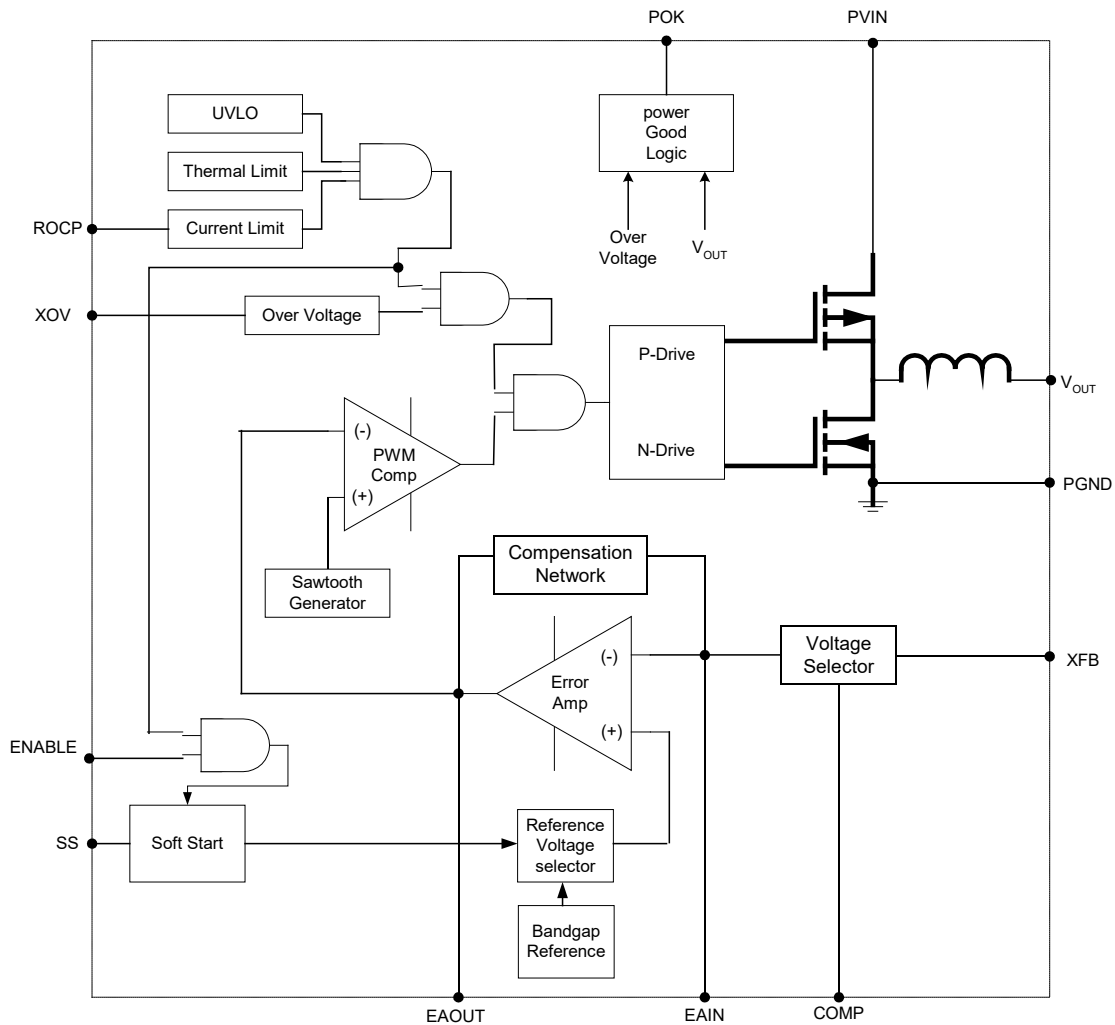 POK
PVIN
UVLO
Thermal Limit
Current Limit
ROCP
power
Good
Logic
Over
Voltage
VOUT
XOV
Over Voltage
P-Drive
N-Drive
VOUT
PGND
(-)
PWM
Comp
(+)
Sawtooth
Generator
Compensation
Network
(-)
Error
Amp
(+)
Voltage
Selector
XFB
ENABLE
SS
Soft Start
Reference
Voltage
selector
Bandgap
Reference
EAOUT
EAIN
COMP